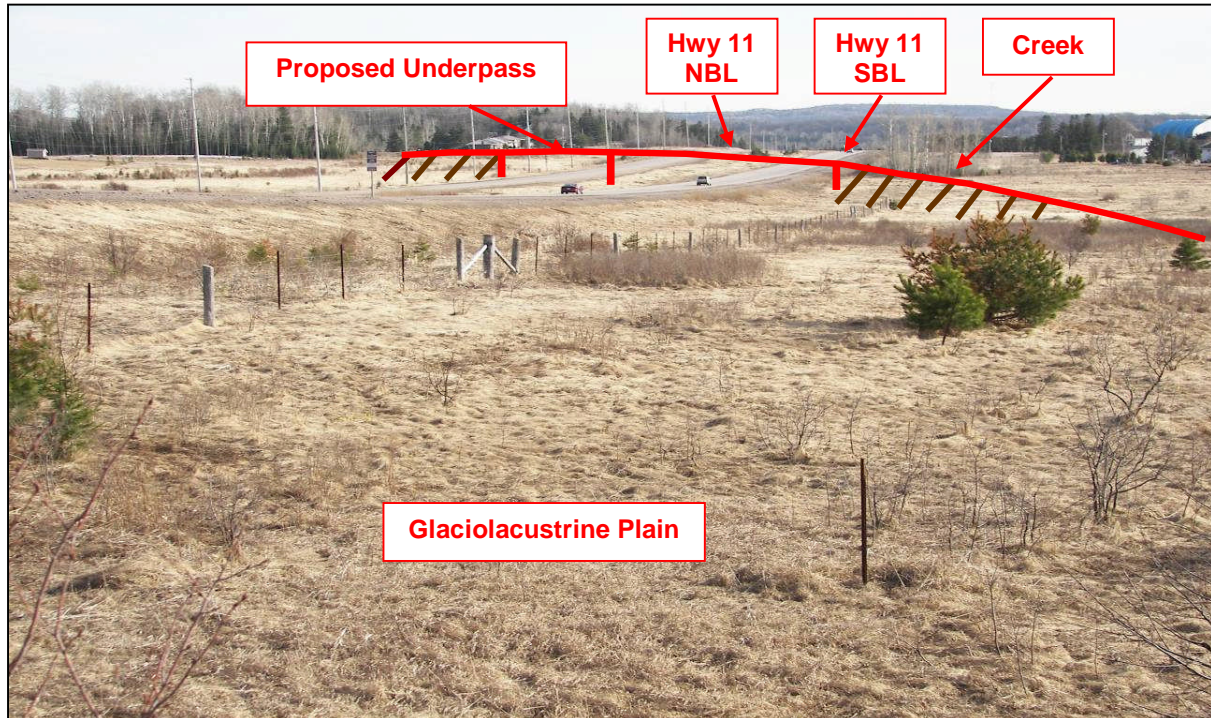 Proposed Underpass
Hwy 11
NBL
Hwy 11
SBL
Creek
Glaciolacustrine Plain